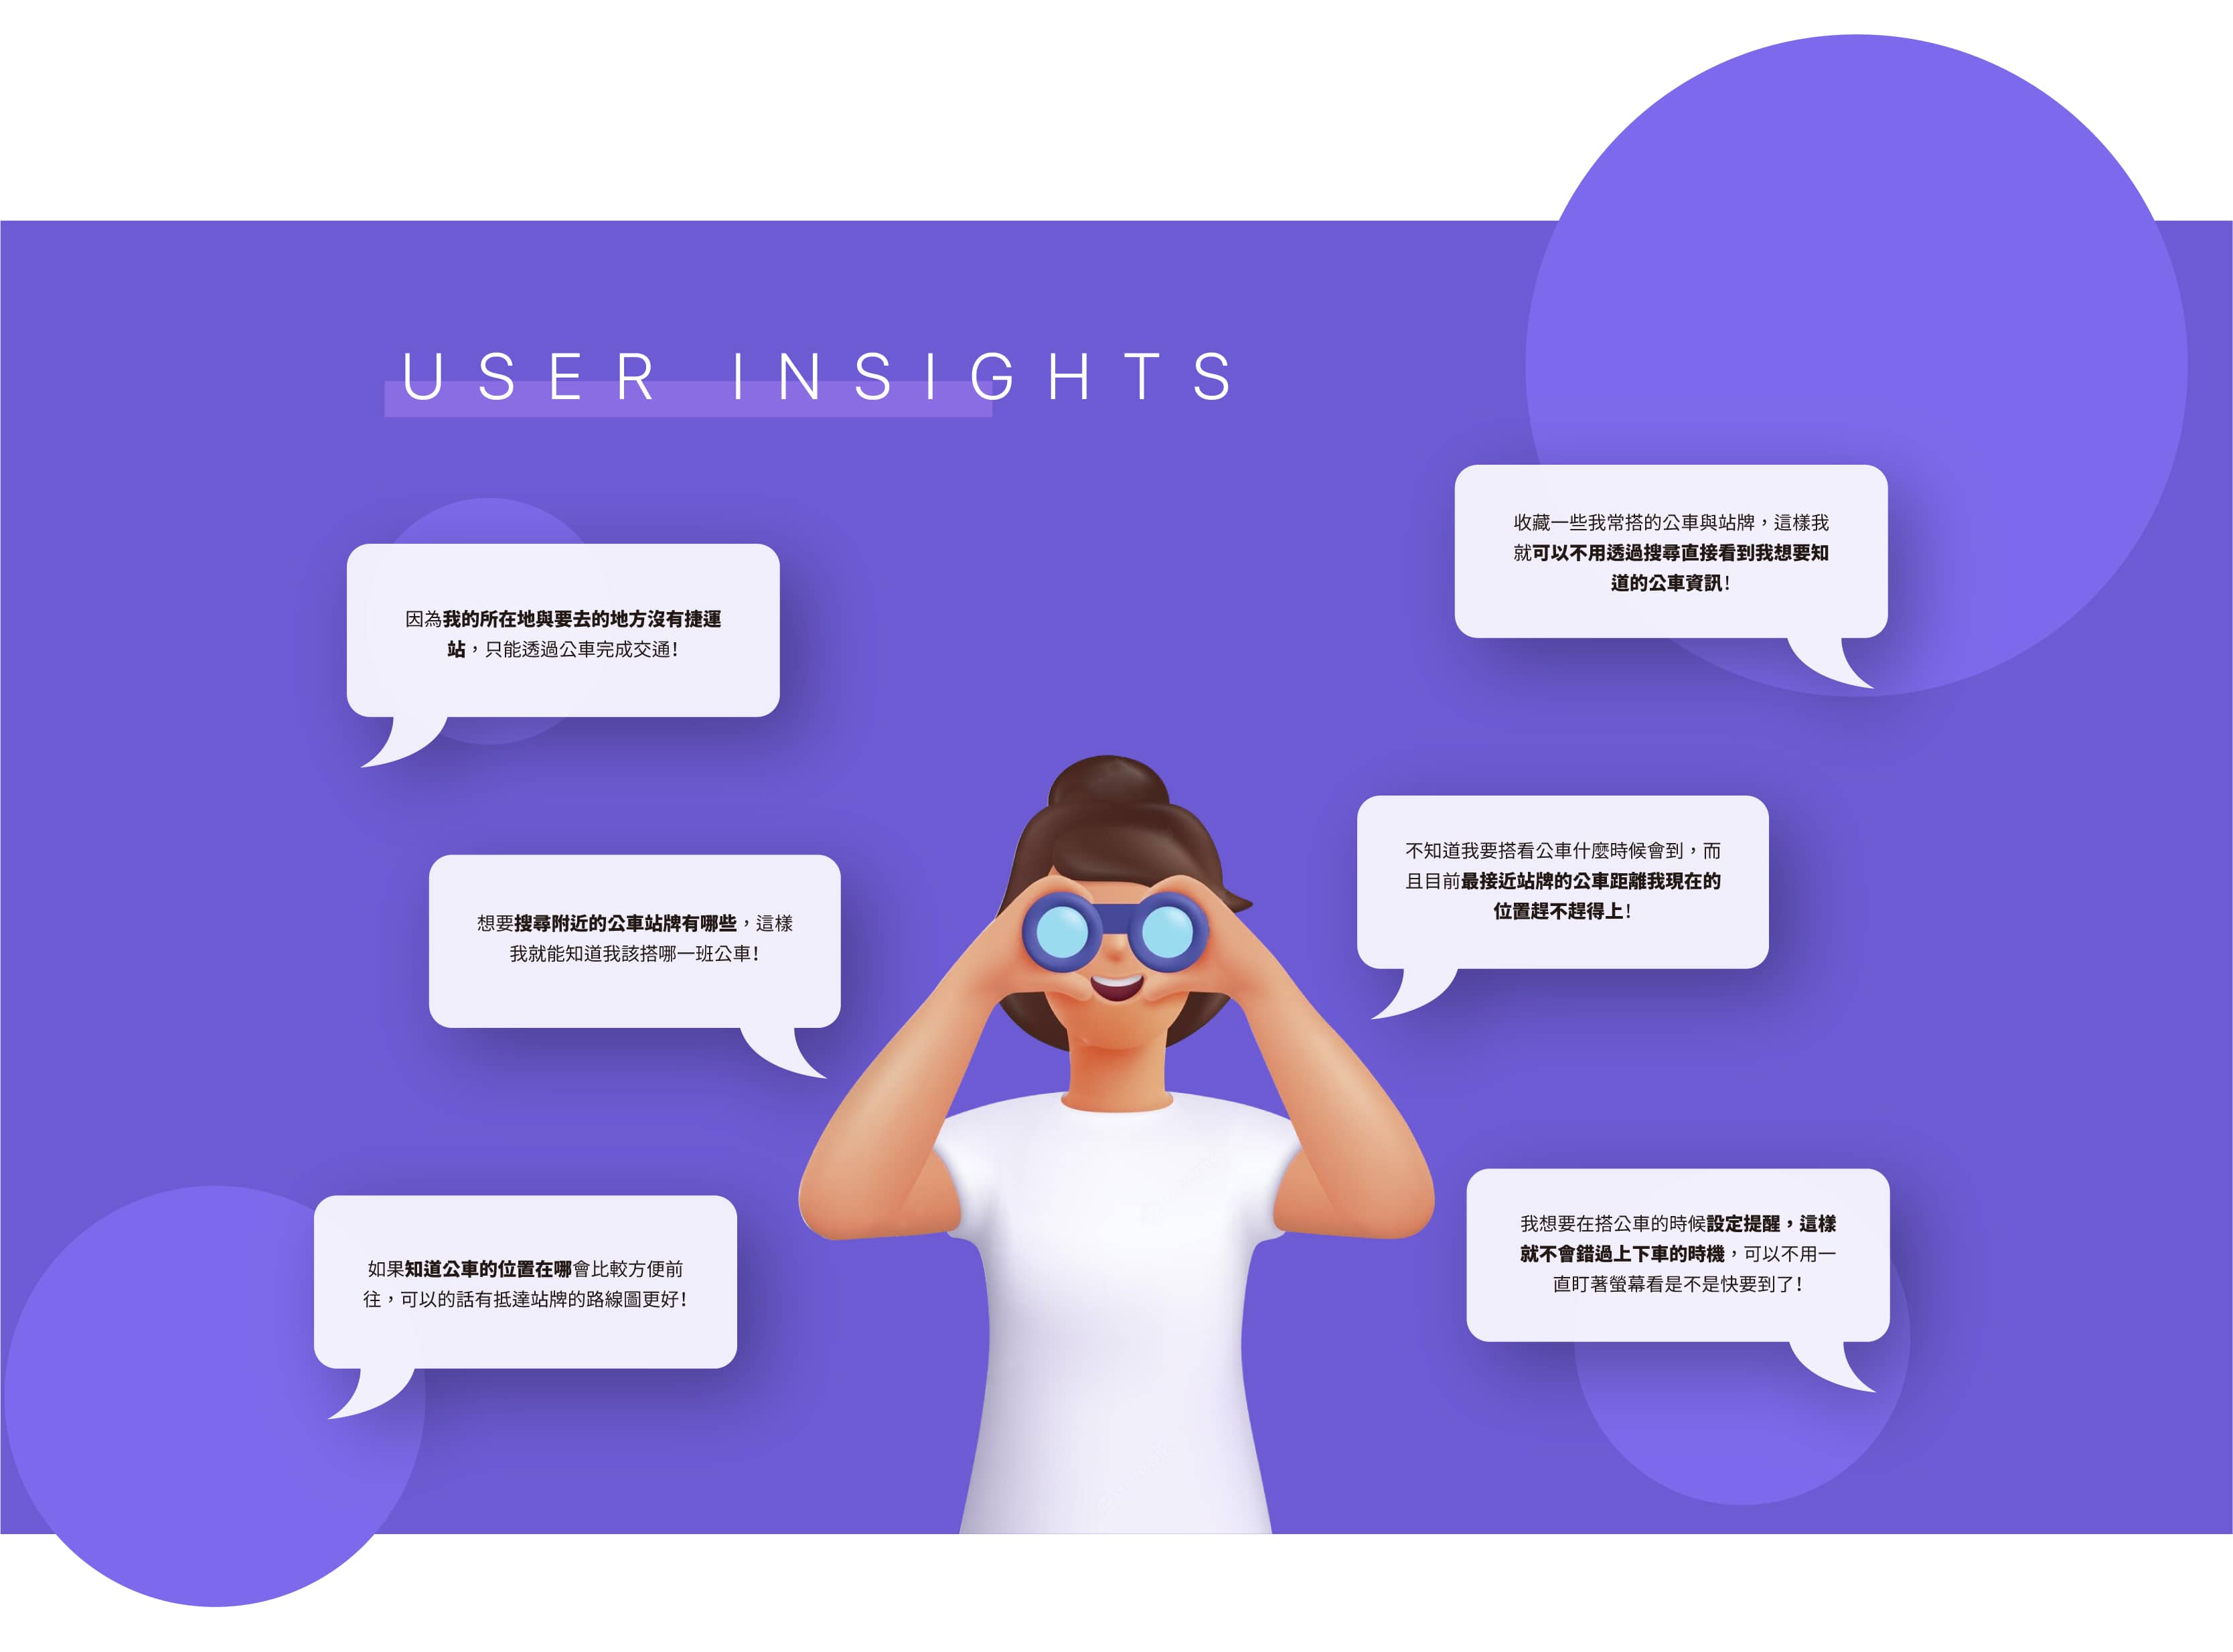 USER INSIGHTS
因為我的所在地與要去的地方沒有捷運
站，只能透過公車完成交通！
想要搜尋附近的公車站牌有哪些，這樣
我就能知道我該搭哪一班公車！
如果知道公車的位置在哪會比較方便前
往，可以的話有抵達站牌的路線圖更好！
收藏一些我常搭的公車與站牌，這樣我
就可以不用透過搜尋直接看到我想要知
道的公車資訊！
不知道我要搭看公車什麼時候會到，而
且目前最接近站牌的公車距離我現在的
位置趕不趕得上！
我想要在搭公車的時候設定提醒，這樣
就不會錯過上下車的時機，可以不用一
直盯著螢幕看是不是快要到了！